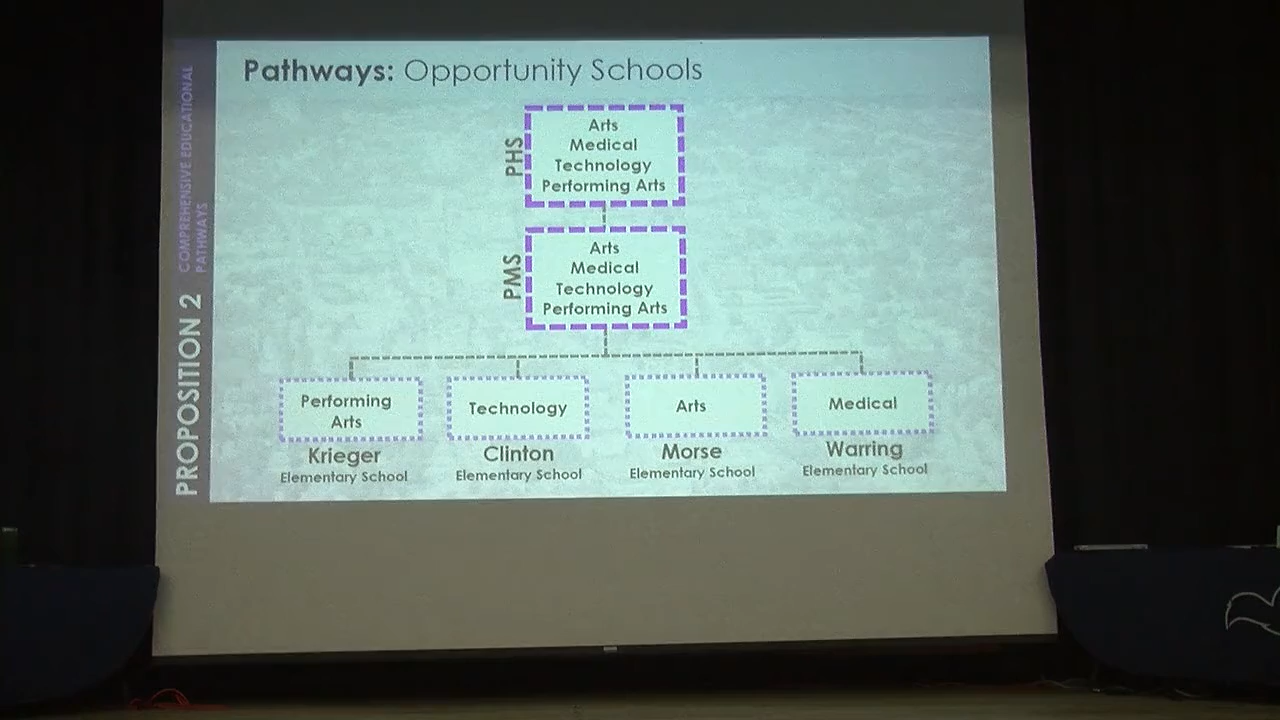 Pathways: Opportunity Schools
PROPOSITION 2
COMPREHENSIVE EDUCATIONAL
PATHWAYS
PHS
Arts
Medical
Technology
Performing Arts
PMS
Arts
Medical
Technology
Performing Arts
Performing
Arts
Krieger
Elementary School
Technology
Clinton
Elementary School
Arts
Morse
Elementary School
Medical
Warring
Elementary School